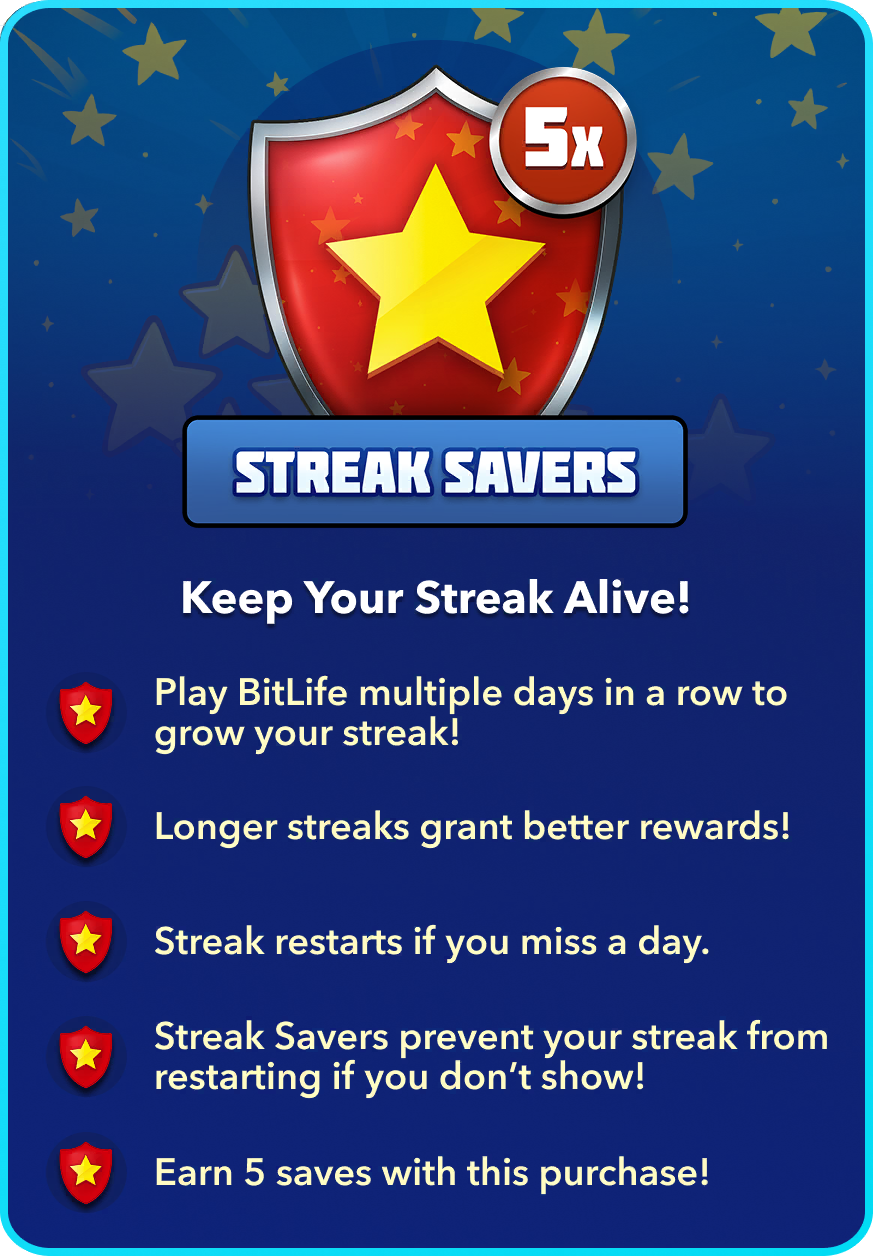 5x
STREAK SAVERS
Keep Your Streak Alive!
Play BitLife multiple days in a row to
grow your streak!
Longer streaks grant better rewards!
Streak restarts if you miss a day.
Streak Savers prevent your streak from
restarting if you don’t show!
Earn 5 saves with this purchase!